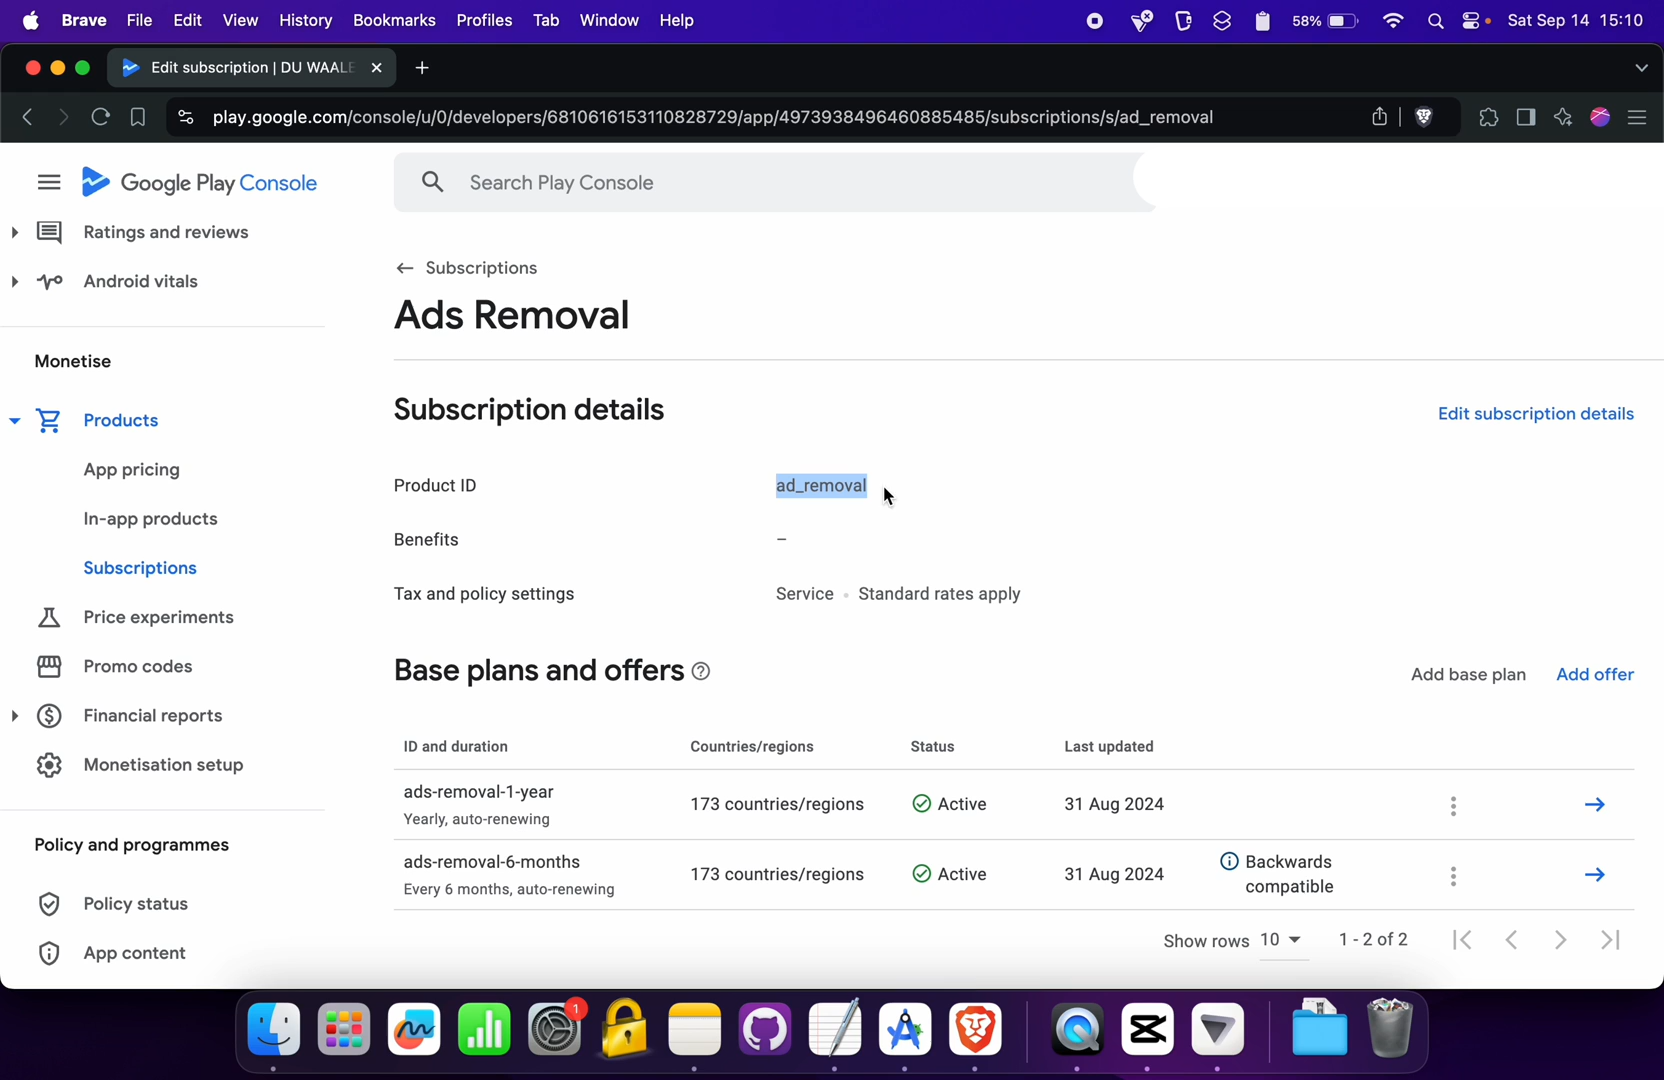 Brave File Edit View History Bookmarks Profiles Tab Window Help 58% Sat Sep 14 15:10
Edit subscription | DU WAALE
play.google.com/console/u/0/developers/6810616153110828729/app/4973938496460885485/subscriptions/s/ad_removal
Google Play Console
Search Play Console
Ratings and reviews
Android vitals
Monetise
Products
App pricing
In-app products
Subscriptions
Price experiments
Promo codes
Financial reports
Monetisation setup
Policy and programmes
Policy status
App content
← Subscriptions
Ads Removal
Subscription details
Edit subscription details
Product ID ad_removal
Benefits –
Tax and policy settings Service • Standard rates apply
Base plans and offers
Add base plan Add offer
ID and duration Countries/regions Status Last updated
ads-removal-1-year
Yearly, auto-renewing
173 countries/regions Active 31 Aug 2024
ads-removal-6-months
Every 6 months, auto-renewing
173 countries/regions Active 31 Aug 2024
Backwards
compatible
Show rows 10 1 - 2 of 2
1